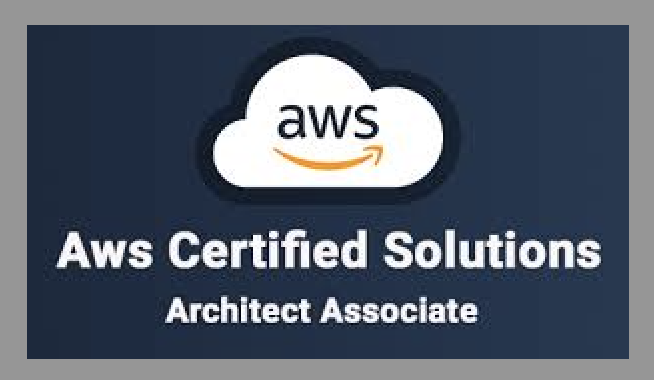 aws
Aws Certified Solutions
Architect Associate